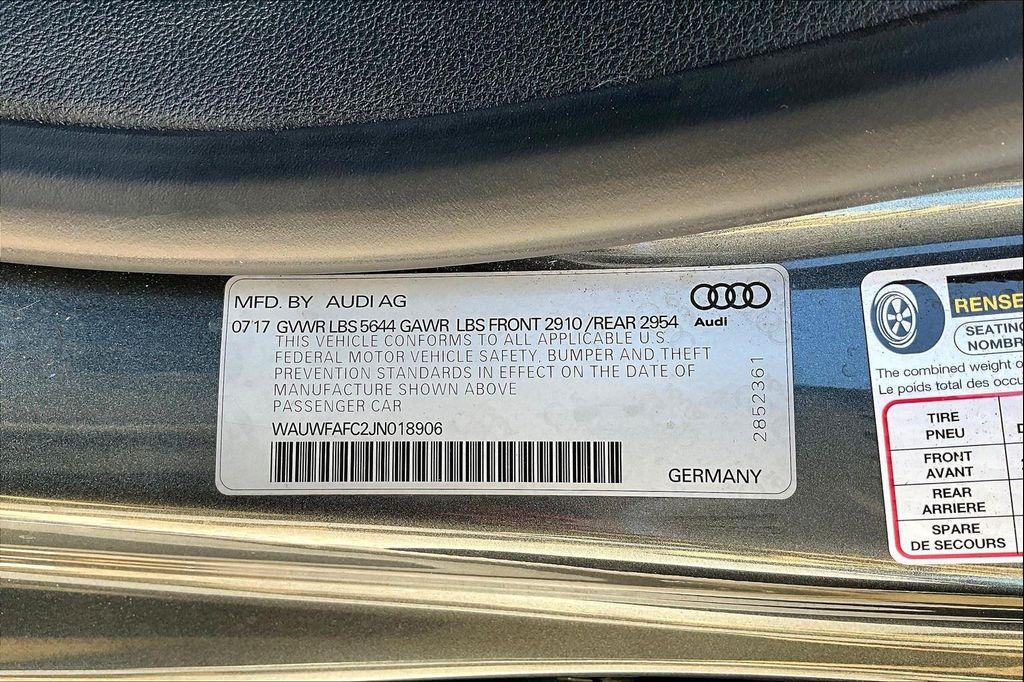 MFD. BY AUDI AG
Audi
07 17 GVWR LBS 5644 GAWR LBS FRONT 2910 /REAR 2954
THIS VEHICLE CONFORMS TO ALL APPLICABLE U.S.
FEDERAL MOTOR VEHICLE SAFETY, BUMPER AND THEFT
PREVENTION STANDARDS IN EFFECT ON THE DATE OF
MANUFACTURE SHOWN ABOVE
PASSENGER CAR
WAUWFAFC2JN018906
2852361
GERMANY
SEATING
The combined weight
Le poids total des
TIRE
PNEU
FRONT
AVANT
REAR
ARRIERE
SPARE
DE SECOURS